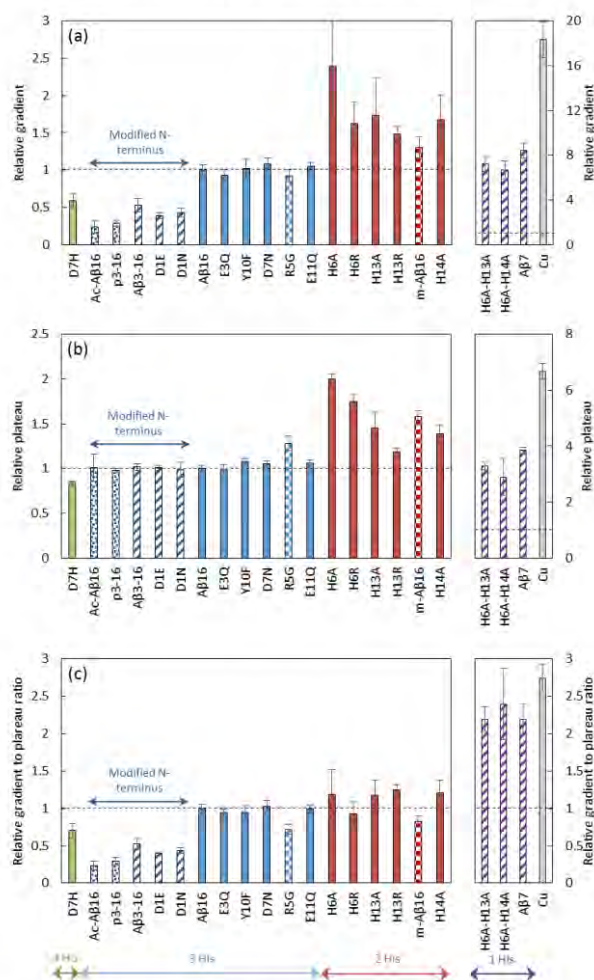 (a)
Relative gradient
3
2.5
2
1.5
1
0.5
0
Modified N-
terminus
D7H
Ac-Aβ16
p3-16
Aβ3-16
D1E
D1N
Aβ16
E3Q
Y10F
D7N
R5G
E11Q
H6A
H6R
H13A
H13R
m-Aβ16
H14A
H6A-H13A
H6A-H14A
Aβ7
Cu
20
16
12
8
4
0
Relative gradient
(b)
Relative plateau
2.5
2
1.5
1
0.5
0
Modified N-
terminus
D7H
Ac-Aβ16
p3-16
Aβ3-16
D1E
D1N
Aβ16
E3Q
Y10F
D7N
R5G
E11Q
H6A
H6R
H13A
H13R
m-Aβ16
H14A
H6A-H13A
H6A-H14A
Aβ7
Cu
8
6
4
2
0
Relative plateau
(c)
Relative gradient to plareau ratio
3
2.5
2
1.5
1
0.5
0
Modified N-
terminus
D7H
Ac-Aβ16
p3-16
Aβ3-16
D1E
D1N
Aβ16
E3Q
Y10F
D7N
R5G
E11Q
H6A
H6R
H13A
H13R
m-Aβ16
H14A
H6A-H13A
H6A-H14A
Aβ7
Cu
3
2.5
2
1.5
1
0.5
0
Relative gradient to plareau ratio
4 His
3 His
2 His
1 His